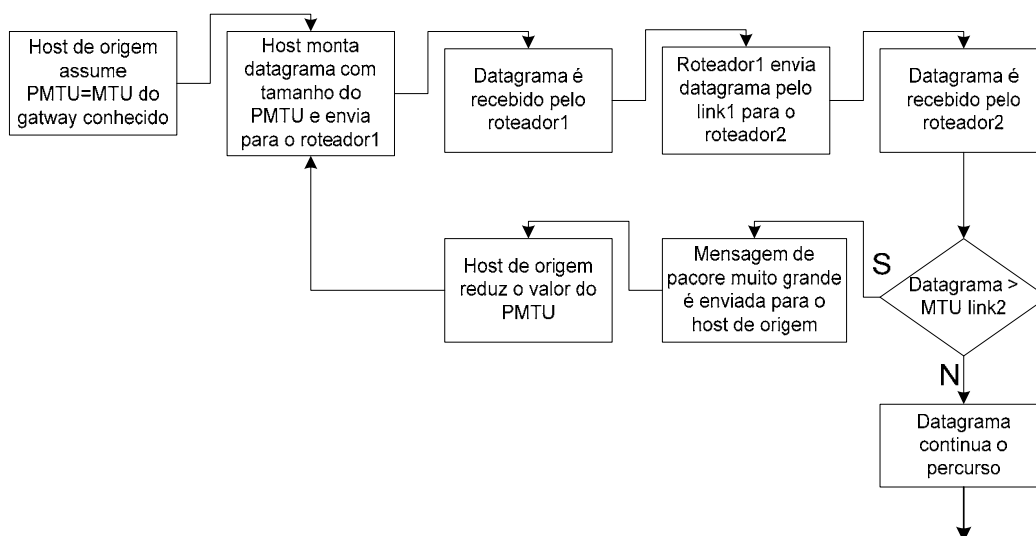 Host de origem
assume
PMTU=MTU do
gatway conhecido
Host monta
datagrama com
tamanho do
PMTU e envia
para o roteador1
Datagrama é
recebido pelo
roteador1
Roteador1 envia
datagrama pelo
link1 para o
roteador2
Datagrama é
recebido pelo
roteador2
Datagrama >
MTU link2
S
Mensagem de
pacore muito grande
é enviada para o
host de origem
Host de origem
reduz o valor do
PMTU
N
Datagrama
continua o
percurso